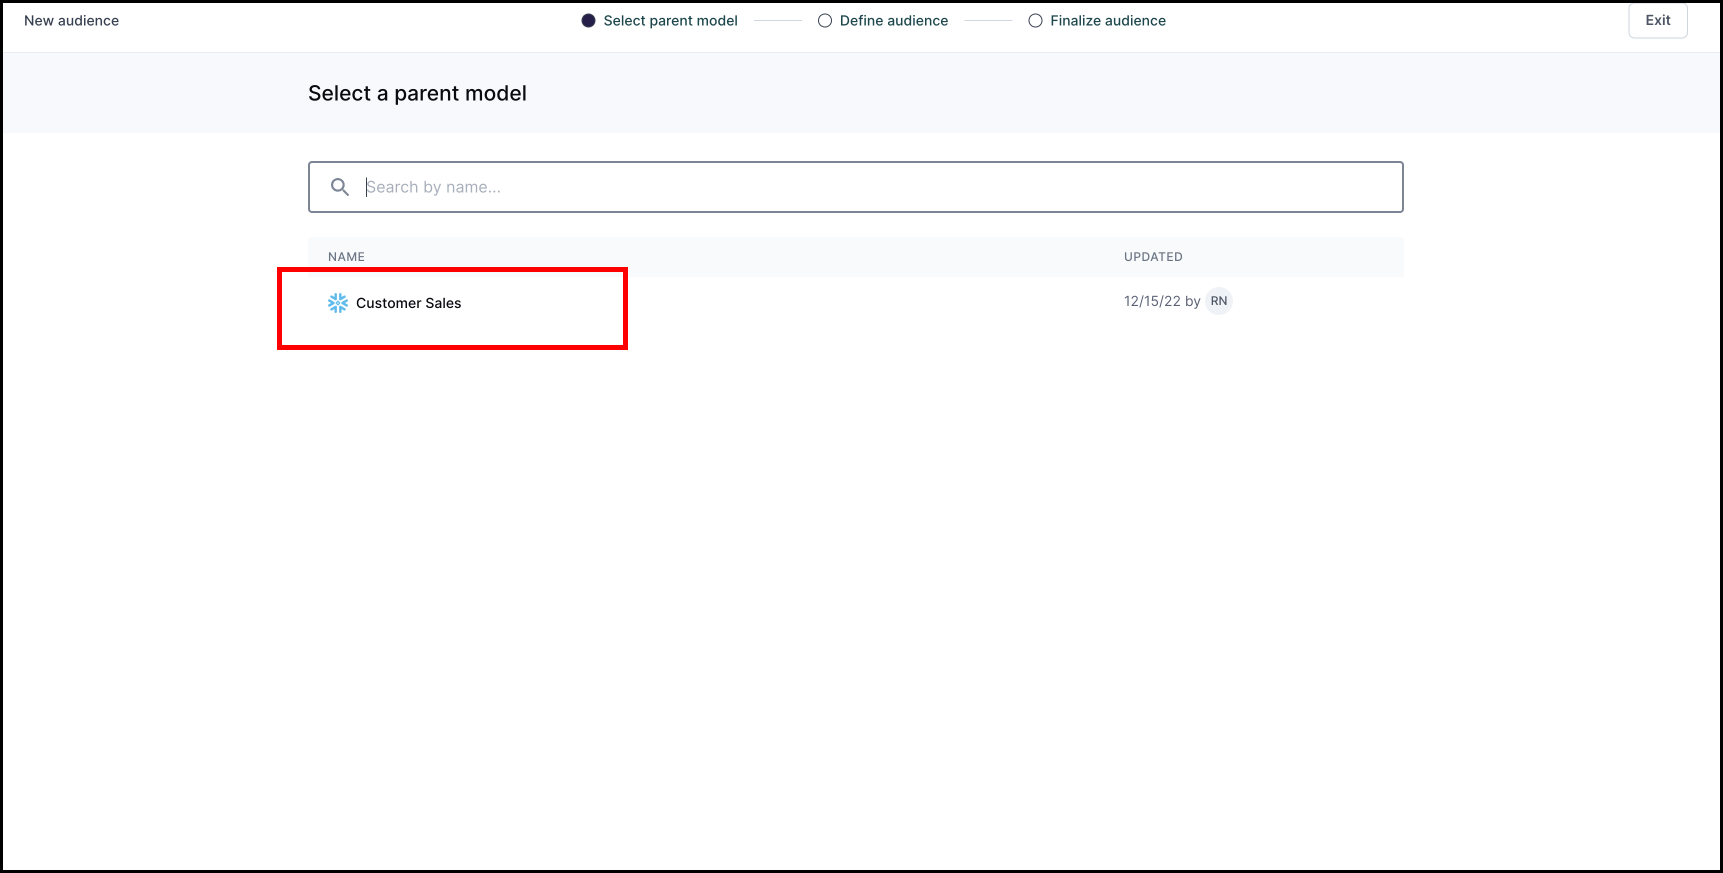 New audience
Select parent model
Define audience
Finalize audience
Exit
Select a parent model
Search by name...
NAME
UPDATED
Customer Sales
12/15/22 by RN